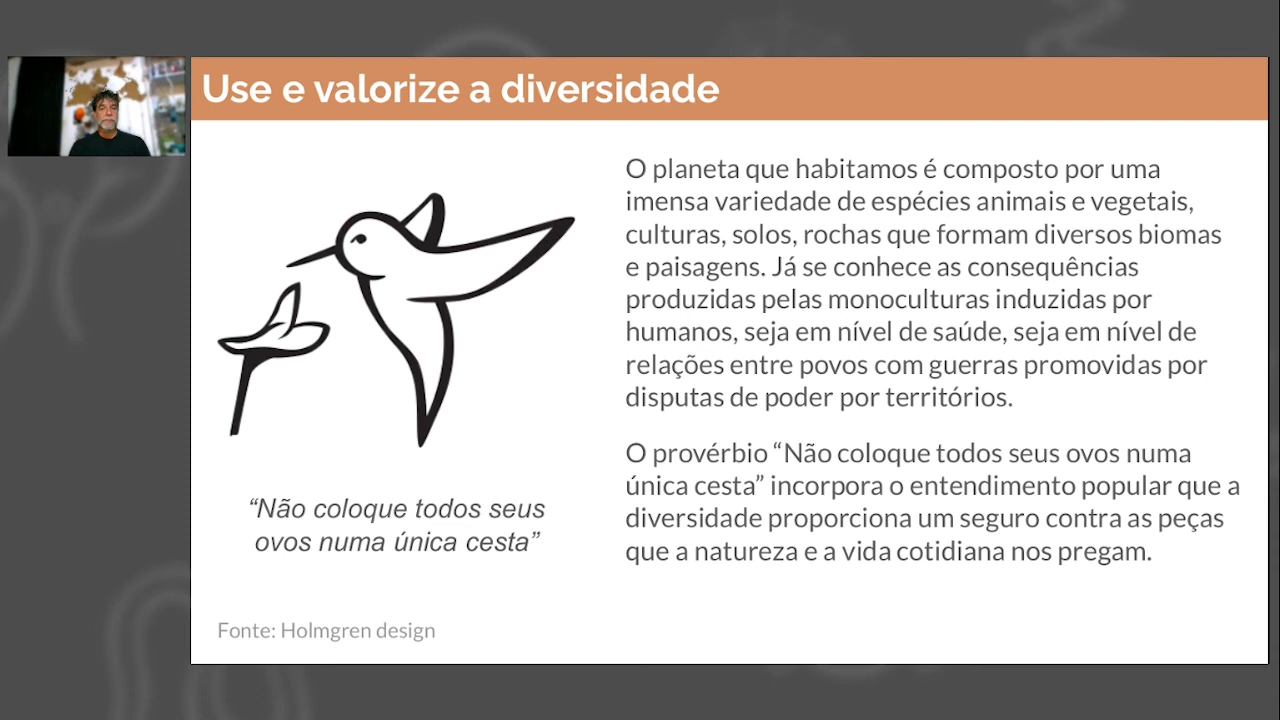 Use e valorize a diversidade
O planeta que habitamos é composto por uma
imensa variedade de espécies animais e vegetais,
culturas, solos, rochas que formam diversos biomas
e paisagens. Já se conhece as consequências
produzidas pelas monoculturas induzidas por
humanos, seja em nível de saúde, seja em nível de
relações entre povos com guerras promovidas por
disputas de poder por territórios.
O provérbio “Não coloque todos seus ovos numa
única cesta” incorpora o entendimento popular que a
diversidade proporciona um seguro contra as peças
que a natureza e a vida cotidiana nos pregam.
“Não coloque todos seus
ovos numa única cesta”
Fonte: Holmgren design